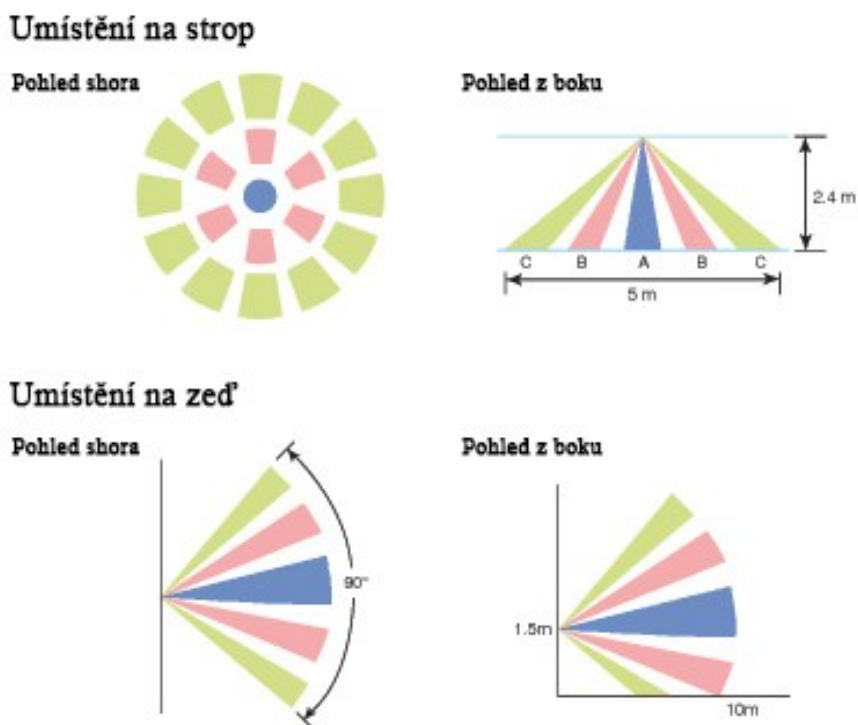 Umístění na strop
Pohled shora
Pohled z boku
2.4 m
C B A B C
5 m
Umístění na zeď
Pohled shora
Pohled z boku
90°
1.5m
10m